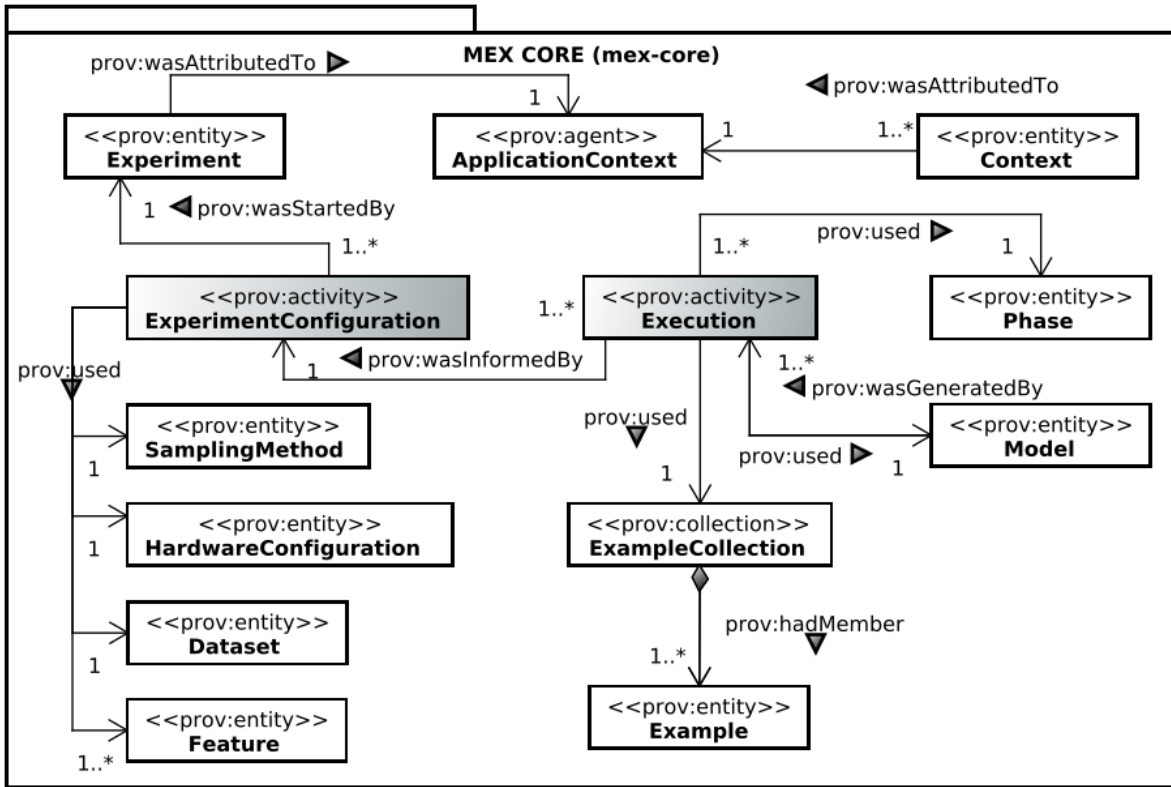 MEX CORE (mex-core)
prov:wasAttributedTo
prov:wasAttributedTo
1
1
1..*
<<prov:entity>>
Experiment
<<prov:agent>>
ApplicationContext
<<prov:entity>>
Context
1
prov:wasStartedBy
1..*
1..*
prov:used
1
<<prov:activity>>
ExperimentConfiguration
1..*
<<prov:activity>>
Execution
<<prov:entity>>
Phase
prov:used
1
prov:wasInformedBy
1..*
prov:wasGeneratedBy
<<prov:entity>>
SamplingMethod
1
prov:used
prov:used
1
<<prov:entity>>
Model
1
<<prov:entity>>
HardwareConfiguration
1
<<prov:collection>>
ExampleCollection
<<prov:entity>>
Dataset
1
prov:hadMember
1..*
<<prov:entity>>
Feature
1..*
<<prov:entity>>
Example